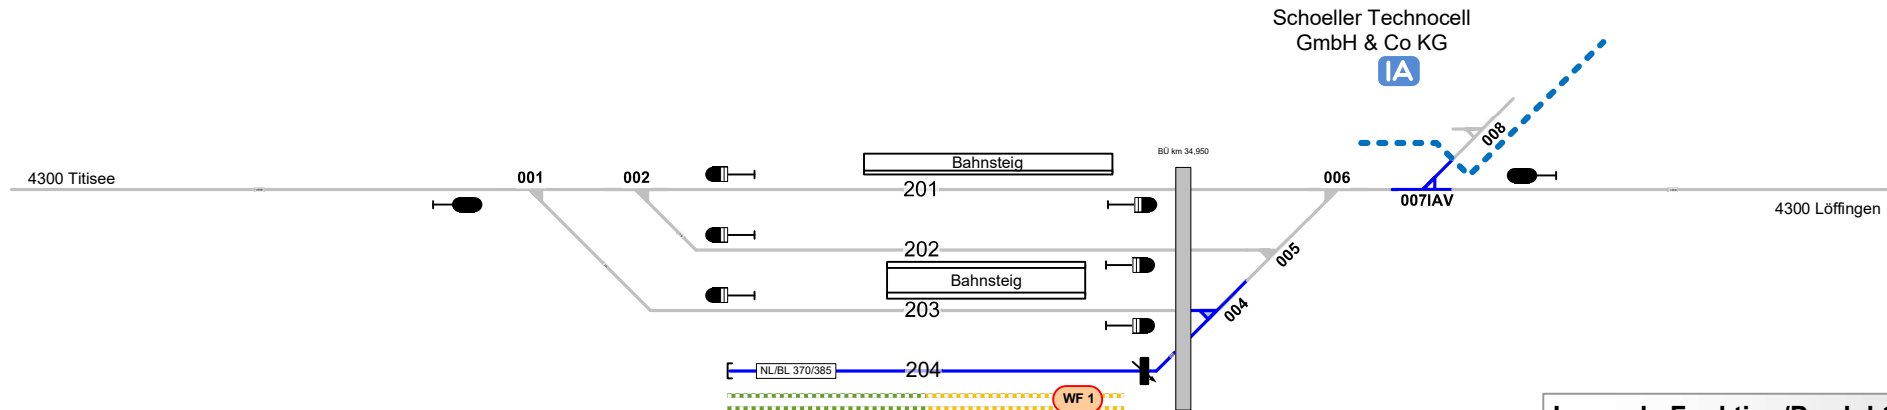 Schoeller Technocell
GmbH & Co KG
IA
008
BÜ km 34,950
Bahnsteig
4300 Titisee
001
002
201
006
007IAV
4300 Löffingen
202
005
Bahnsteig
203
004
NL/BL 370/385
204
WF 1